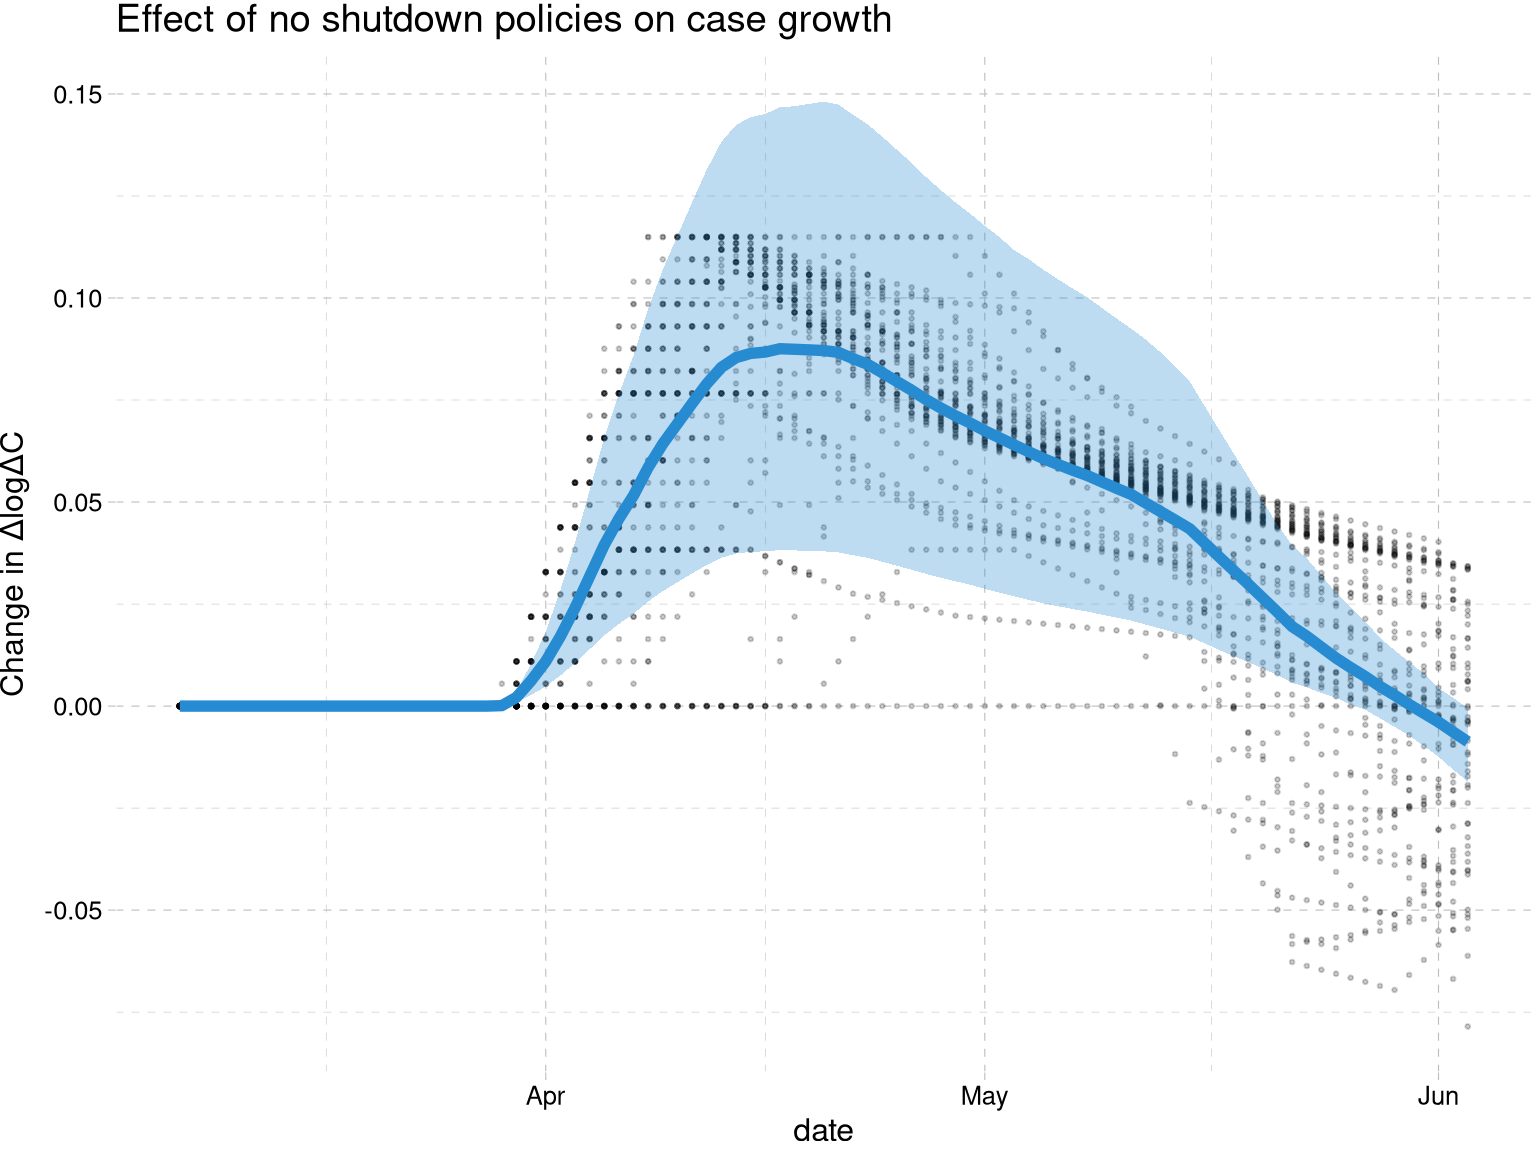 Effect of no shutdown policies on case growth
0.15
0.10
0.05
0.00
-0.05
Change in ΔlogΔC
Apr
May
Jun
date